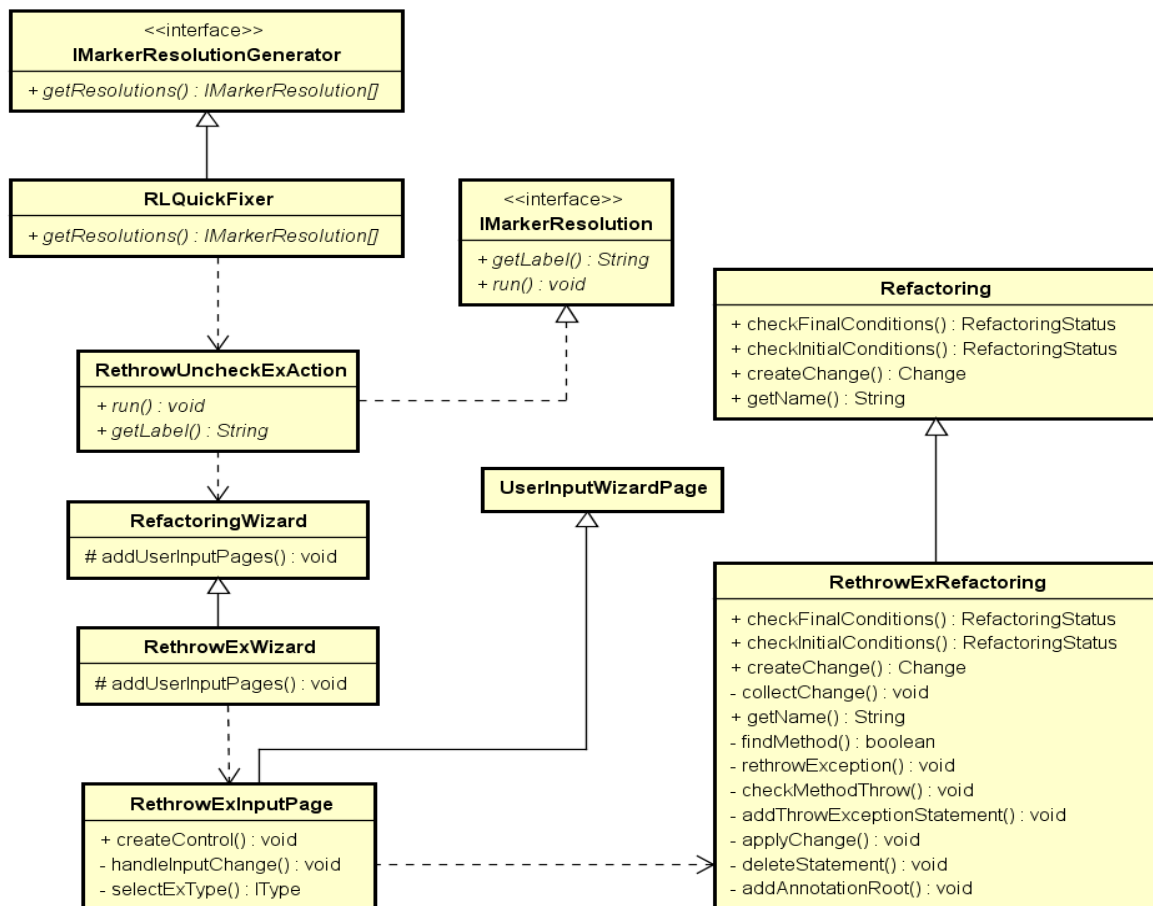 <<interface>>
IMarkerResolutionGenerator
+ getResolutions() : IMarkerResolution[]
RLQuickFixer
+ getResolutions() : IMarkerResolution[]
<<interface>>
IMarkerResolution
+ getLabel() : String
+ run() : void
Refactoring
+ checkFinalConditions() : RefactoringStatus
+ checkInitialConditions() : RefactoringStatus
+ createChange() : Change
+ getName() : String
RethrowUncheckExAction
+ run() : void
+ getLabel() : String
UserInputWizardPage
RefactoringWizard
# addUserInputPages() : void
RethrowExWizard
# addUserInputPages() : void
RethrowExRefactoring
+ checkFinalConditions() : RefactoringStatus
+ checkInitialConditions() : RefactoringStatus
+ createChange() : Change
- collectChange() : void
+ getName() : String
- findMethod() : boolean
- rethrowException() : void
- checkMethodThrow() : void
- addThrowExceptionStatement() : void
- applyChange() : void
- deleteStatement() : void
- addAnnotationRoot() : void
RethrowExInputPage
+ createControl() : void
- handleInputChange() : void
- selectExType() : IType